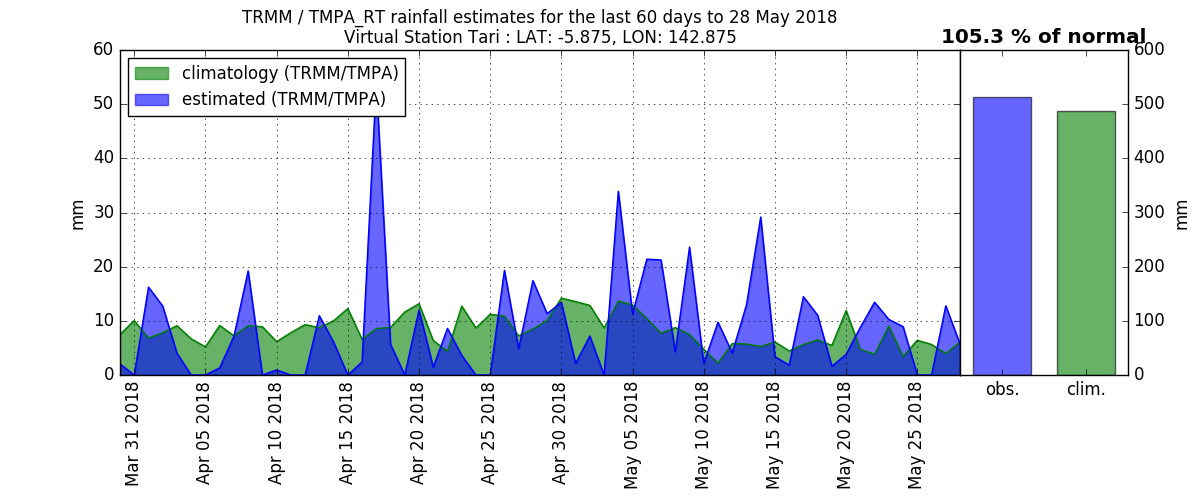 TRMM / TMPA_RT rainfall estimates for the last 60 days to 28 May 2018
Virtual Station Tari : LAT: -5.875, LON: 142.875
105.3 % of normal
climatology (TRMM/TMPA)
estimated (TRMM/TMPA)
60
50
40
30
20
10
0
mm
Mar 31 2018
Apr 05 2018
Apr 10 2018
Apr 15 2018
Apr 20 2018
Apr 25 2018
Apr 30 2018
May 05 2018
May 10 2018
May 15 2018
May 20 2018
May 25 2018
obs.
clim.
600
500
400
300
200
100
0
mm